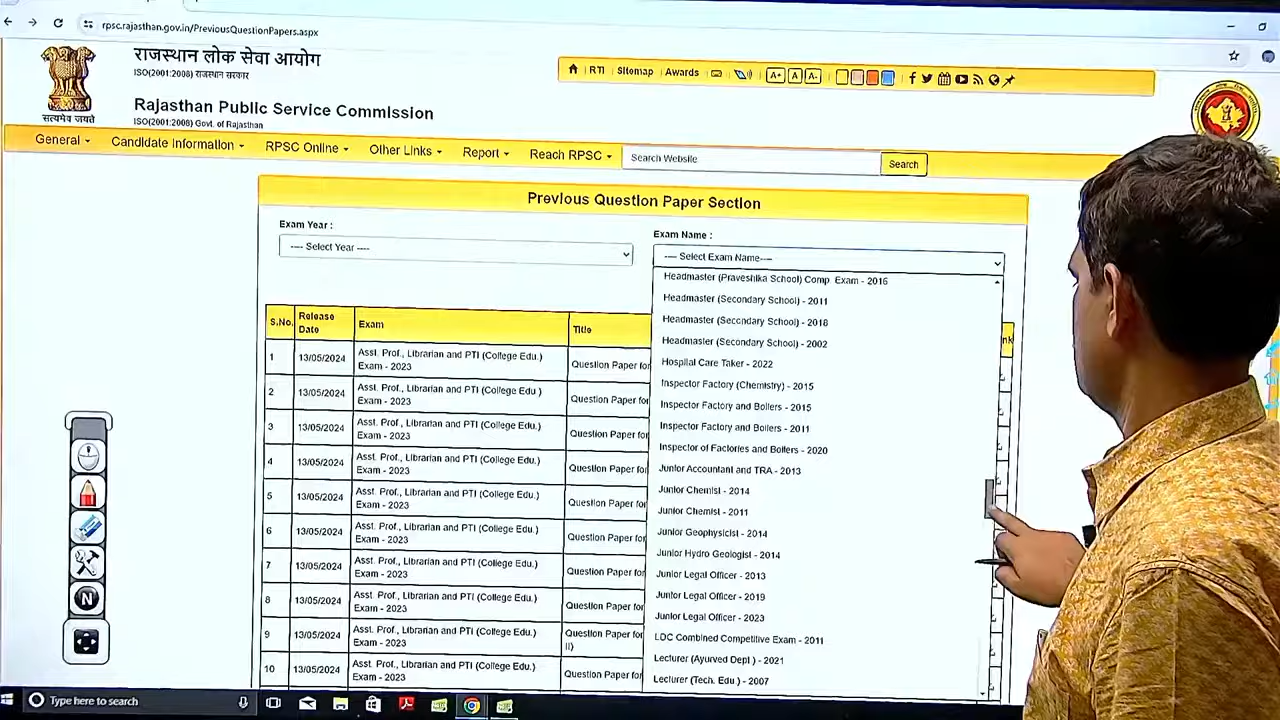 rpsc.rajasthan.gov.in/PreviousQuestionPapers.aspx
राजस्थान लोक सेवा आयोग
ISO(2001:2008) राजस्थान सरकार
Rajasthan Public Service Commission
ISO(2001:2008) Govt. of Rajasthan
सत्यमेव जयते
RTI Sitemap Awards A+ A A-
General Candidate Information RPSC Online Other Links Report Reach RPSC Search Website Search
Previous Question Paper Section
Exam Year :
---- Select Year ----
Exam Name :
---- Select Exam Name----
Headmaster (Praveshika School) Comp. Exam - 2016
Headmaster (Secondary School) - 2011
Headmaster (Secondary School) - 2018
Headmaster (Secondary School) - 2002
Hospital Care Taker - 2022
Inspector Factory (Chemistry) - 2015
Inspector Factory and Boilers - 2015
Inspector Factory and Boilers - 2011
Inspector of Factories and Boilers - 2020
Junior Accountant and TRA - 2013
Junior Chemist - 2014
Junior Chemist - 2011
Junior Geophysicist - 2014
Junior Hydro Geologist - 2014
Junior Legal Officer - 2013
Junior Legal Officer - 2019
Junior Legal Officer - 2023
LDC Combined Competitive Exam - 2011
Lecturer (Ayurved Dept.) - 2021
Lecturer (Tech. Edu.) - 2007
S.No. Release Date Exam Title
1 13/05/2024 Asst. Prof., Librarian and PTI (College Edu.) Exam - 2023 Question Paper for
2 13/05/2024 Asst. Prof., Librarian and PTI (College Edu.) Exam - 2023 Question Paper for
3 13/05/2024 Asst. Prof., Librarian and PTI (College Edu.) Exam - 2023 Question Paper for
4 13/05/2024 Asst. Prof., Librarian and PTI (College Edu.) Exam - 2023 Question Paper for
5 13/05/2024 Asst. Prof., Librarian and PTI (College Edu.) Exam - 2023 Question Paper for
6 13/05/2024 Asst. Prof., Librarian and PTI (College Edu.) Exam - 2023 Question Paper for
7 13/05/2024 Asst. Prof., Librarian and PTI (College Edu.) Exam - 2023 Question Paper for
8 13/05/2024 Asst. Prof., Librarian and PTI (College Edu.) Exam - 2023 Question Paper for
9 13/05/2024 Asst. Prof., Librarian and PTI (College Edu.) Exam - 2023 Question Paper for II)
10 13/05/2024 Asst. Prof., Librarian and PTI (College Edu.) Exam - 2023 Question Paper for
N
Type here to search